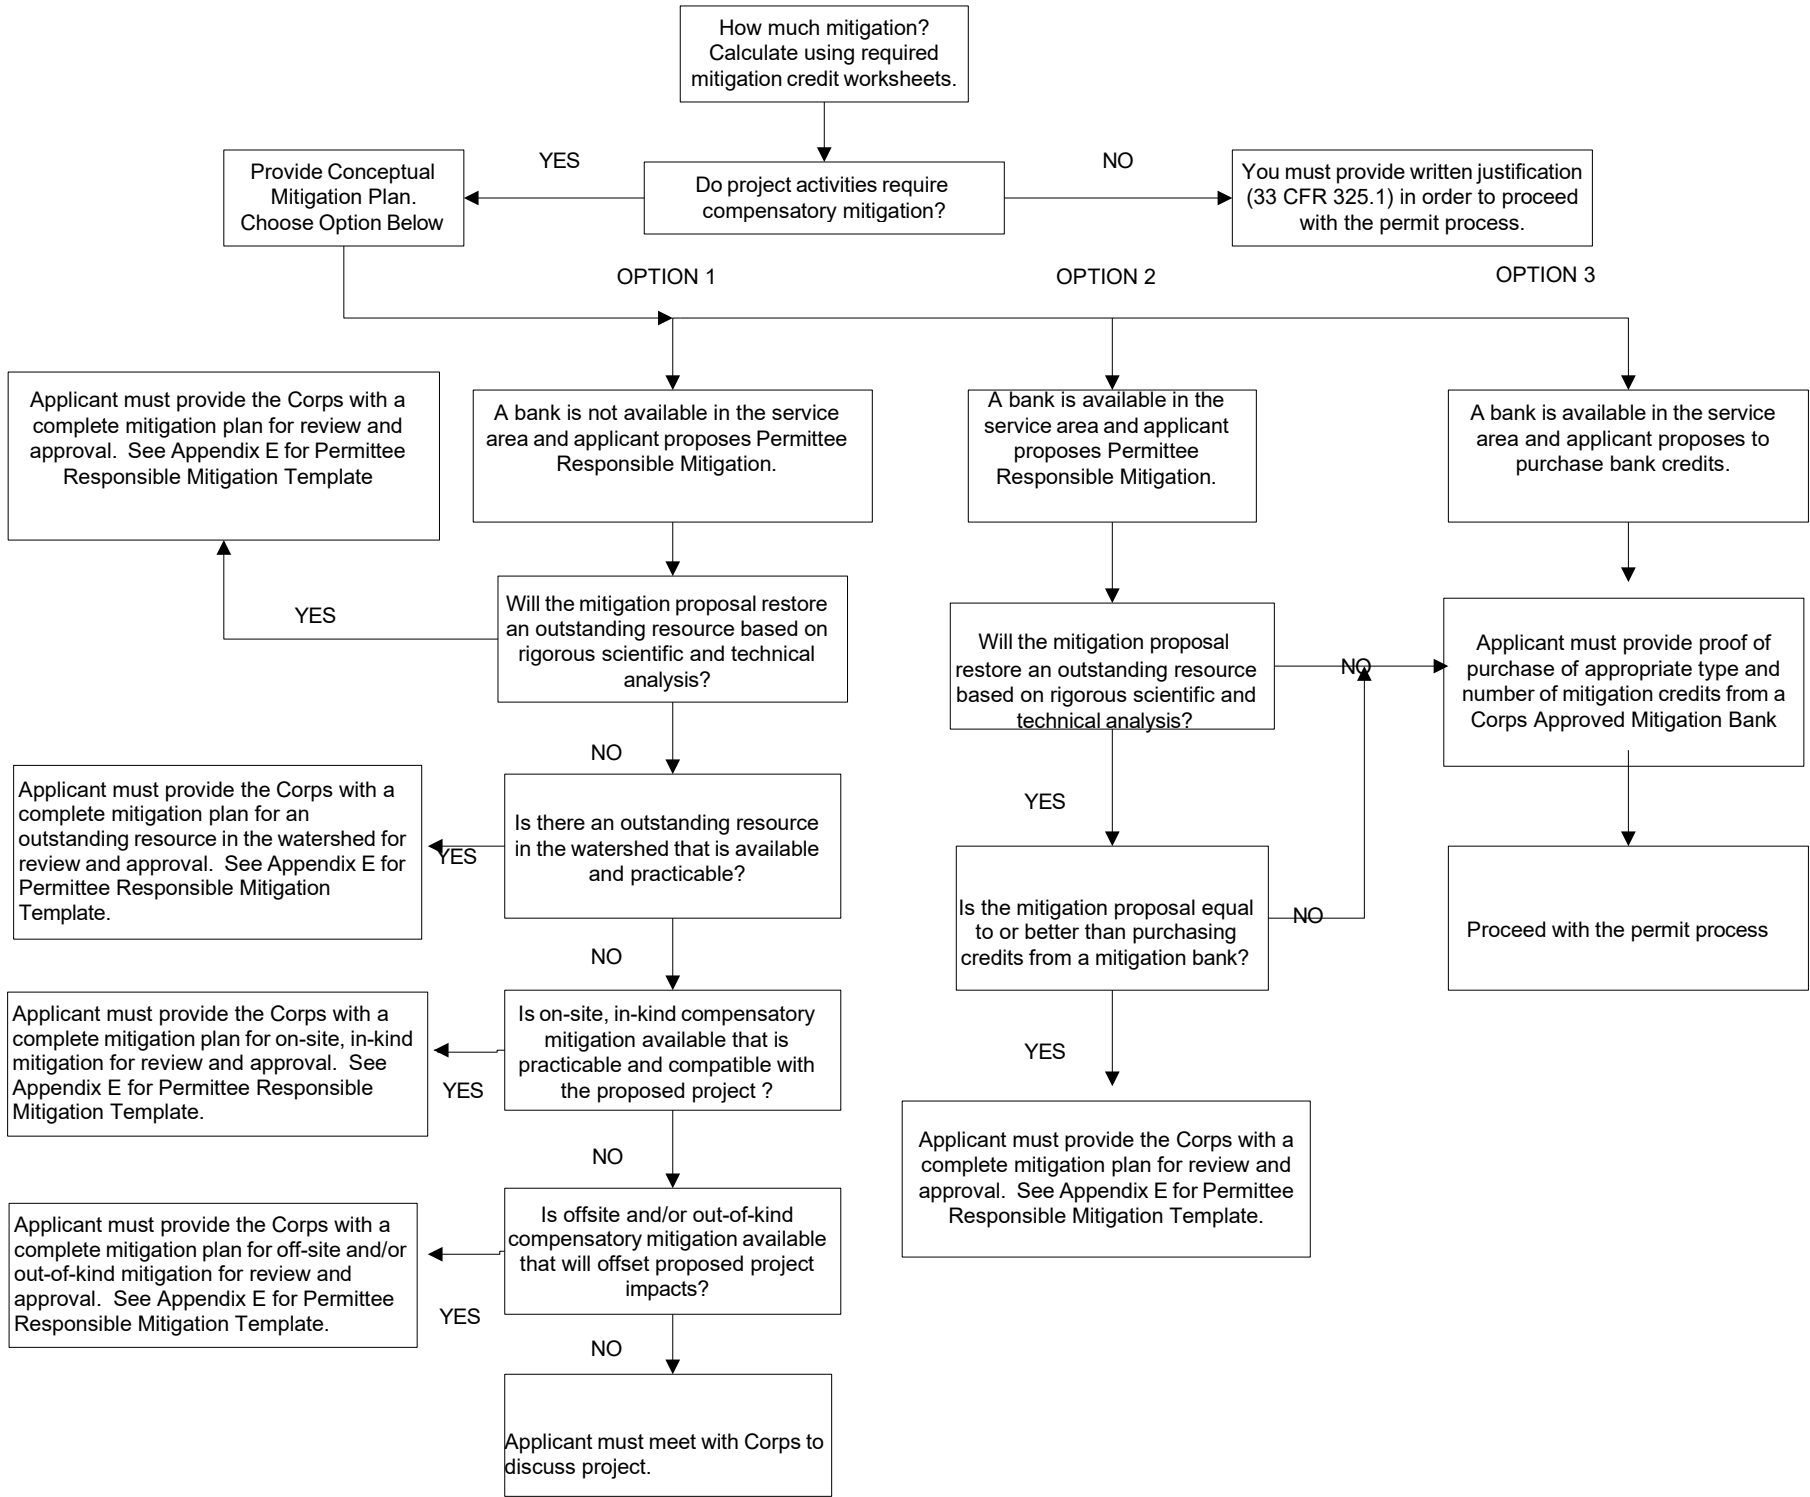 How much mitigation?
Calculate using required
mitigation credit worksheets.
YES
NO
Provide Conceptual
Mitigation Plan.
Choose Option Below
Do project activities require
compensatory mitigation?
You must provide written justification
(33 CFR 325.1) in order to proceed
with the permit process.
OPTION 1
OPTION 2
OPTION 3
Applicant must provide the Corps with a
complete mitigation plan for review and
approval.  See Appendix E for Permittee
Responsible Mitigation Template
A bank is not available in the service
area and applicant proposes Permittee
Responsible Mitigation.
A bank is available in the
service area and applicant
proposes Permittee
Responsible Mitigation.
A bank is available in the service
area and applicant proposes to
purchase bank credits.
YES
Will the mitigation proposal restore
an outstanding resource based on
rigorous scientific and technical
analysis?
Will the mitigation proposal
restore an outstanding resource
based on rigorous scientific and
technical analysis?
NO
Applicant must provide proof of
purchase of appropriate type and
number of mitigation credits from a
Corps Approved Mitigation Bank
NO
YES
Applicant must provide the Corps with a
complete mitigation plan for an
outstanding resource in the watershed for
review and approval.  See Appendix E for
Permittee Responsible Mitigation
Template.
YES
Is there an outstanding resource
in the watershed that is available
and practicable?
Is the mitigation proposal equal
to or better than purchasing
credits from a mitigation bank?
NO
Proceed with the permit process
NO
YES
Applicant must provide the Corps with a
complete mitigation plan for on-site, in-kind
mitigation for review and approval.  See
Appendix E for Permittee Responsible
Mitigation Template.
YES
Is on-site, in-kind compensatory
mitigation available that is
practicable and compatible with
the proposed project ?
Applicant must provide the Corps with a
complete mitigation plan for review and
approval.  See Appendix E for Permittee
Responsible Mitigation Template.
NO
Applicant must provide the Corps with a
complete mitigation plan for off-site and/or
out-of-kind mitigation for review and
approval.  See Appendix E for Permittee
Responsible Mitigation Template.
YES
Is offsite and/or out-of-kind
compensatory mitigation available
that will offset proposed project
impacts?
NO
Applicant must meet with Corps to
discuss project.